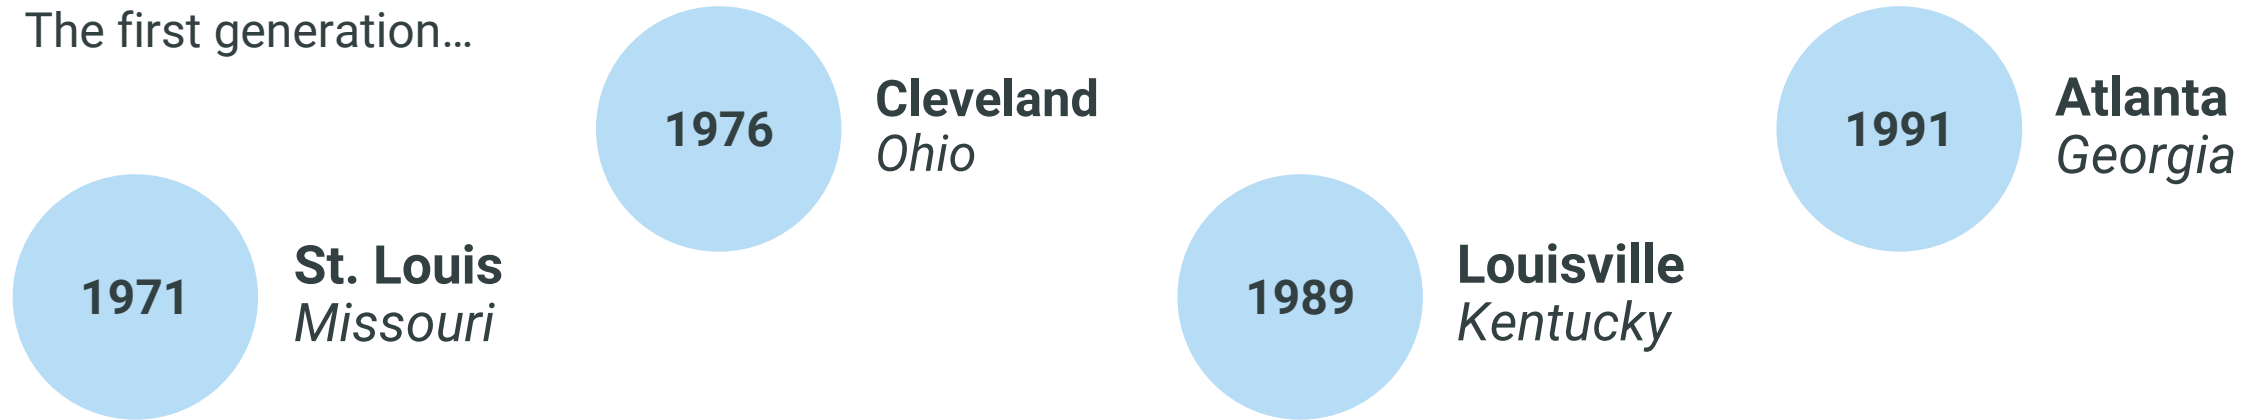 The first generation…
1971
St. Louis
Missouri
1976
Cleveland
Ohio
1989
Louisville
Kentucky
1991
Atlanta
Georgia